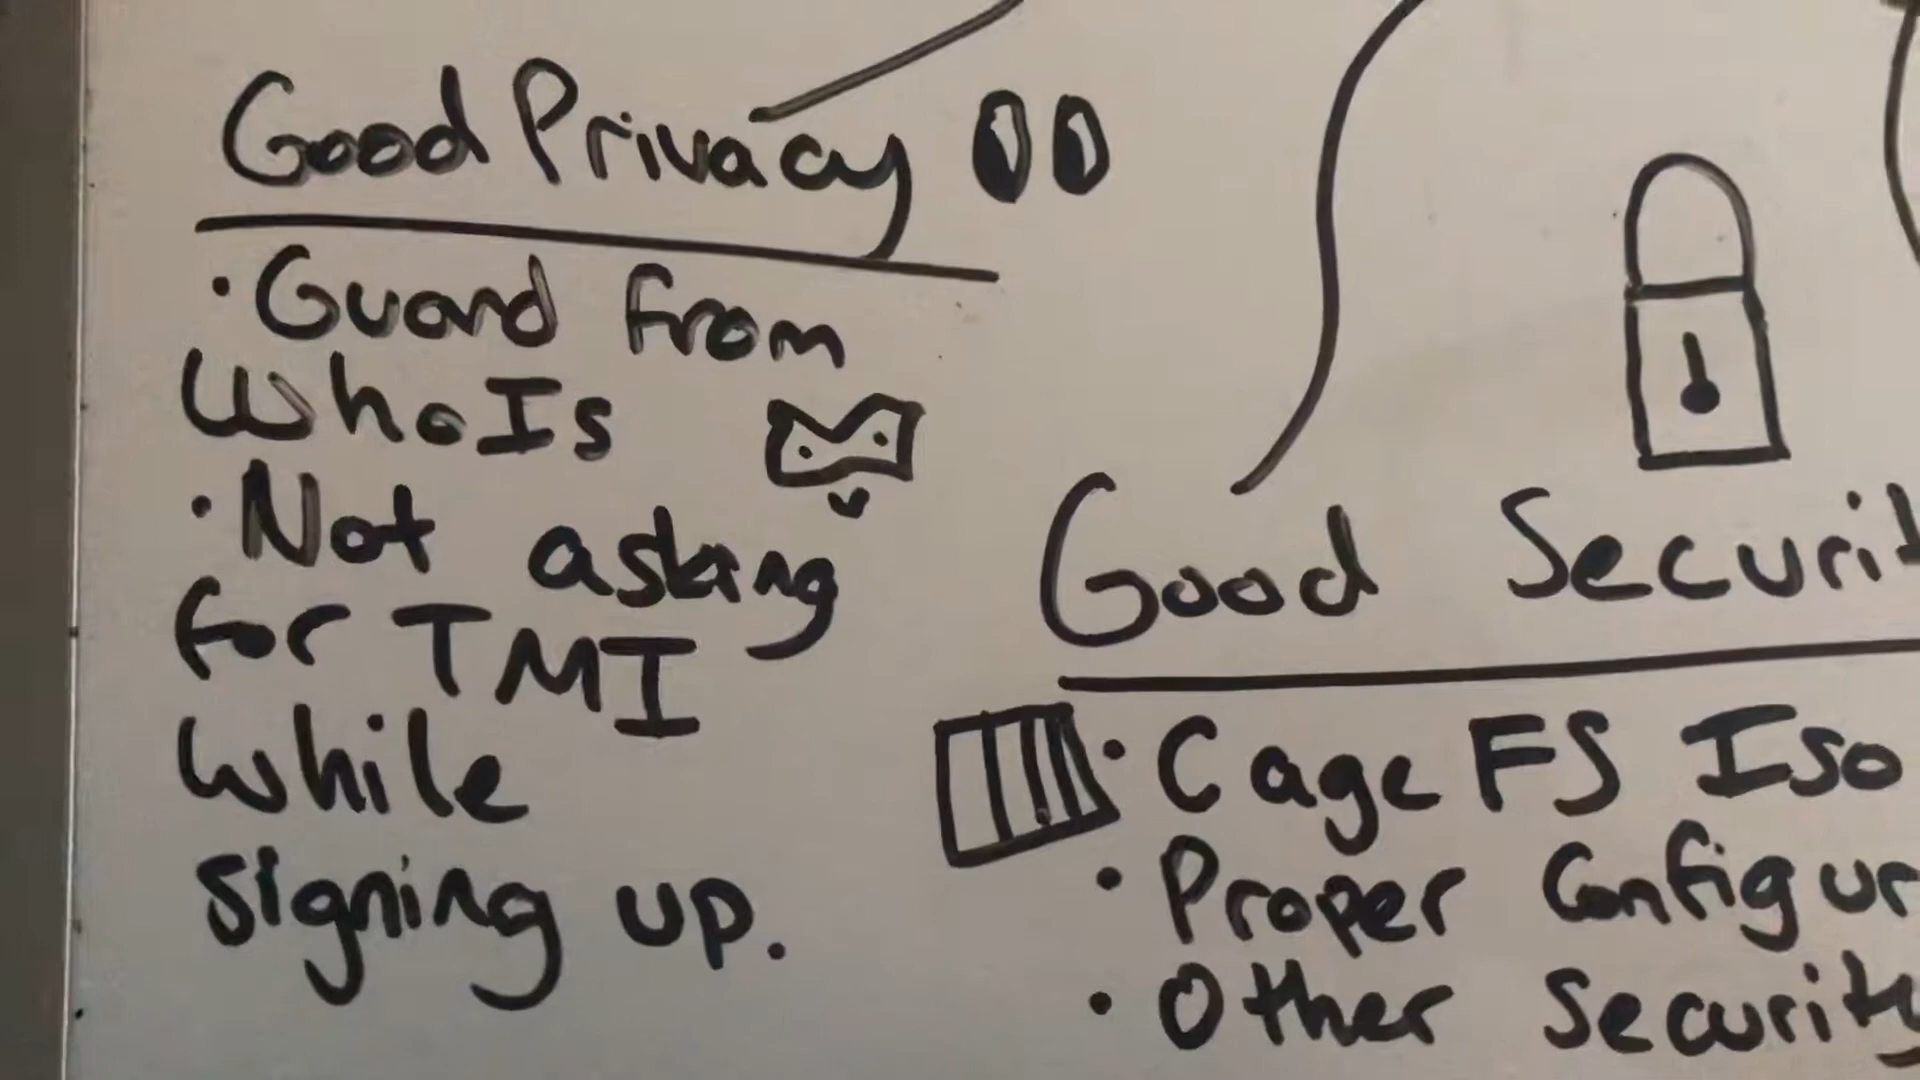 Good Privacy
• Guard from
WhoIs
• Not asking
for TMI
while
signing up.
Good Securit
• CageFS Iso
• Proper Configur
• Other Security